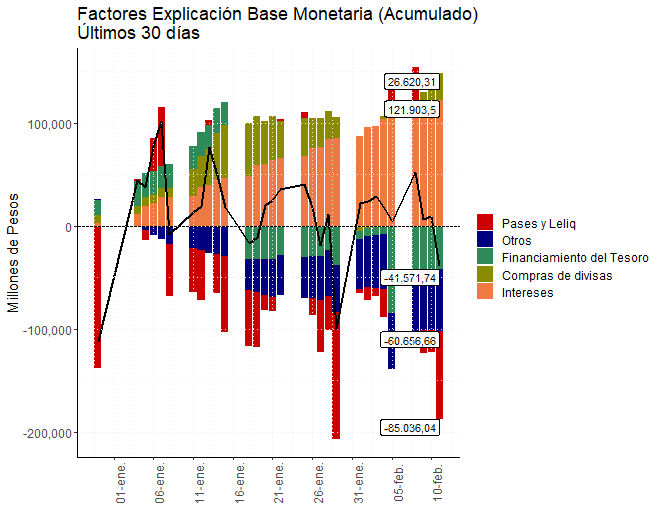 Factores Explicación Base Monetaria (Acumulado)
Últimos 30 días
Millones de Pesos
100,000
0
-100,000
-200,000
26.620,31
121.903,5
-41.571,74
-60.656,66
-85.036,04
01-ene.
06-ene.
11-ene.
16-ene.
21-ene.
26-ene.
31-ene.
05-feb.
10-feb.
Pases y Leliq
Otros
Financiamiento del Tesoro
Compras de divisas
Intereses